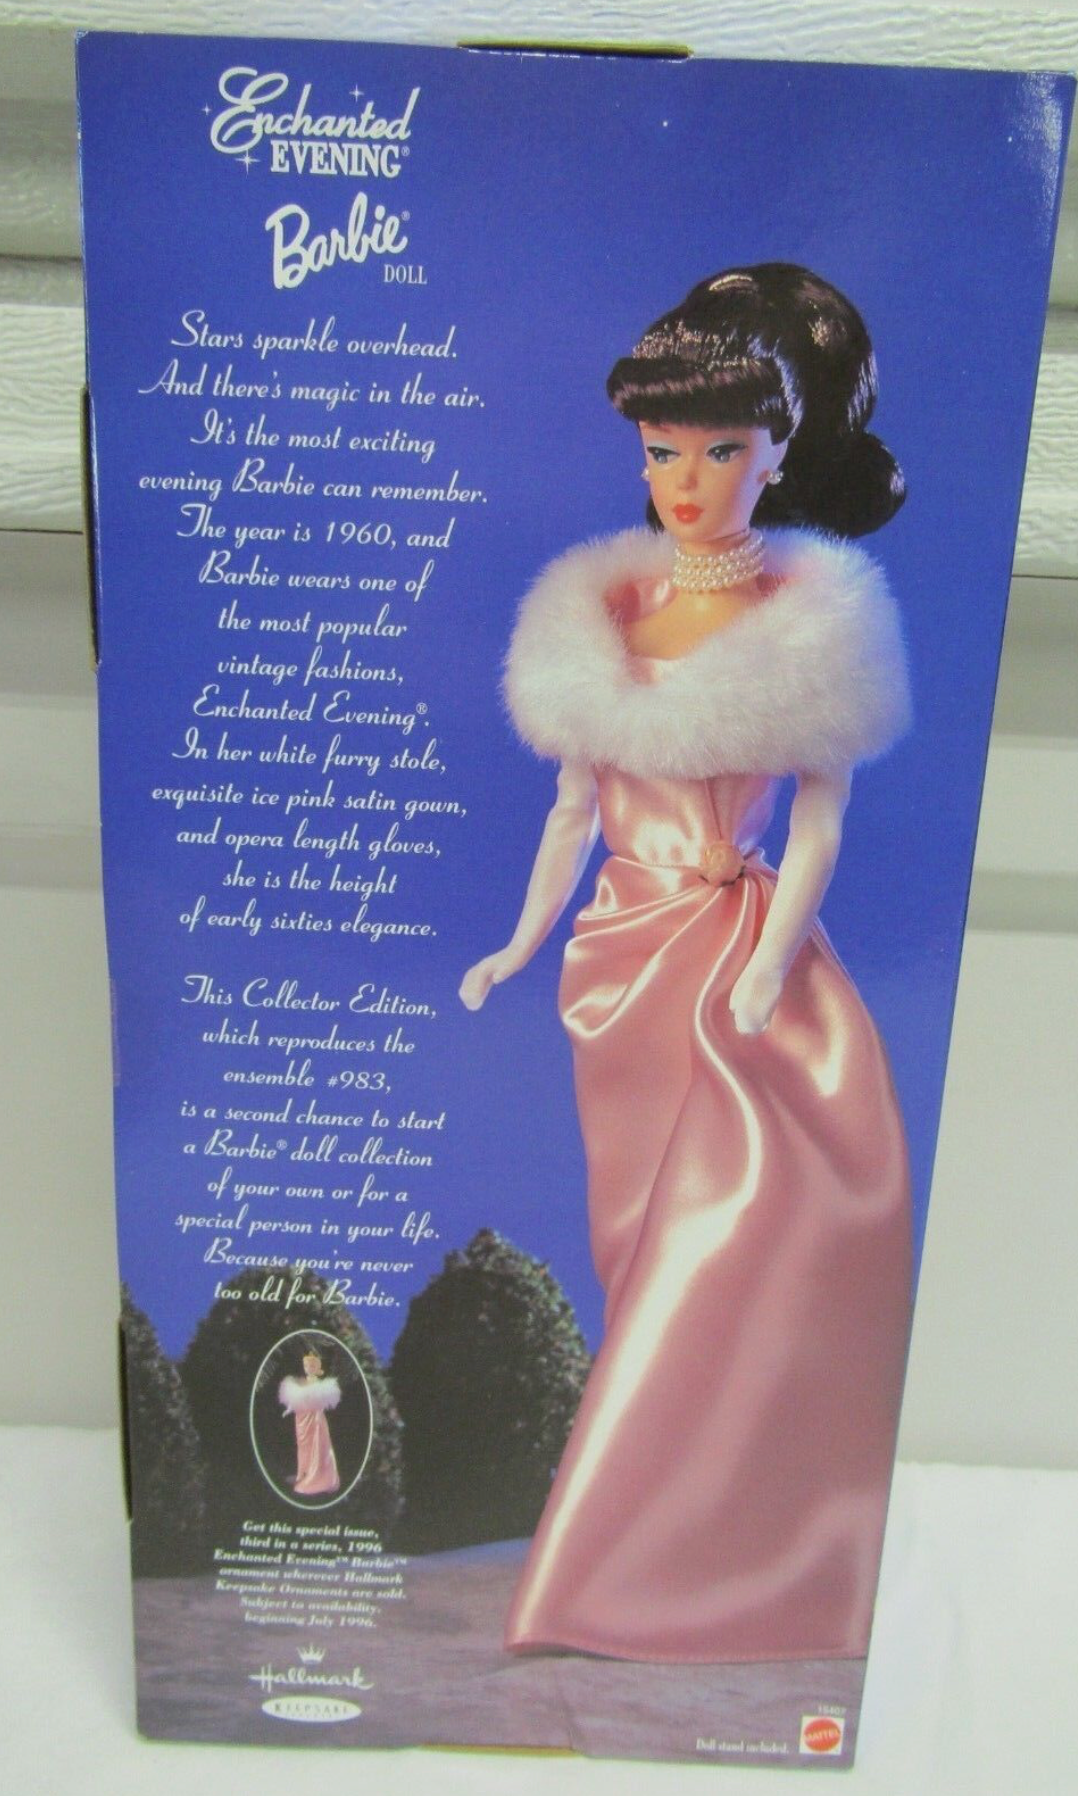 Enchanted
EVENING®
Barbie®
DOLL
Stars sparkle overhead.
And there's magic in the air.
It's the most exciting
evening Barbie can remember.
The year is 1960, and
Barbie wears one of
the most popular
vintage fashions,
Enchanted Evening®.
In her white furry stole,
exquisite ice pink satin gown,
and opera length gloves,
she is the height
of early sixties elegance.
This Collector Edition,
which reproduces the
ensemble #983,
is a second chance to start
a Barbie® doll collection
of your own or for a
special person in your life.
Because you're never
too old for Barbie.
Get this special issue,
third in a series, 1996
Enchanted Evening™ Barbie™
ornament wherever Hallmark
Keepsake Ornaments are sold.
Subject to availability,
beginning July 1996.
Hallmark
KEEPSAKE
15407
Doll stand included.
MATTEL